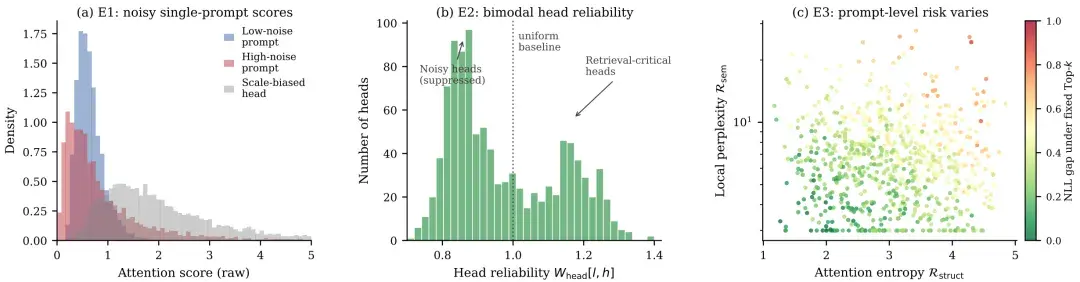 (a) E1: noisy single-prompt scores
Density
1.75
1.50
1.25
1.00
0.75
0.50
0.25
0.00
0
1
2
3
4
5
Attention score (raw)
Low-noise
prompt
High-noise
prompt
Scale-biased
head
(b) E2: bimodal head reliability
Number of heads
100
80
60
40
20
0
0.8
1.0
1.2
1.4
Head reliability W_head[l, h]
Noisy heads
(suppressed)
uniform
baseline
Retrieval-critical
heads
(c) E3: prompt-level risk varies
Local perplexity ℛ_sem
10¹
1
2
3
4
5
Attention entropy ℛ_struct
1.0
0.8
0.6
0.4
0.2
0.0
NLL gap under fixed Top-k